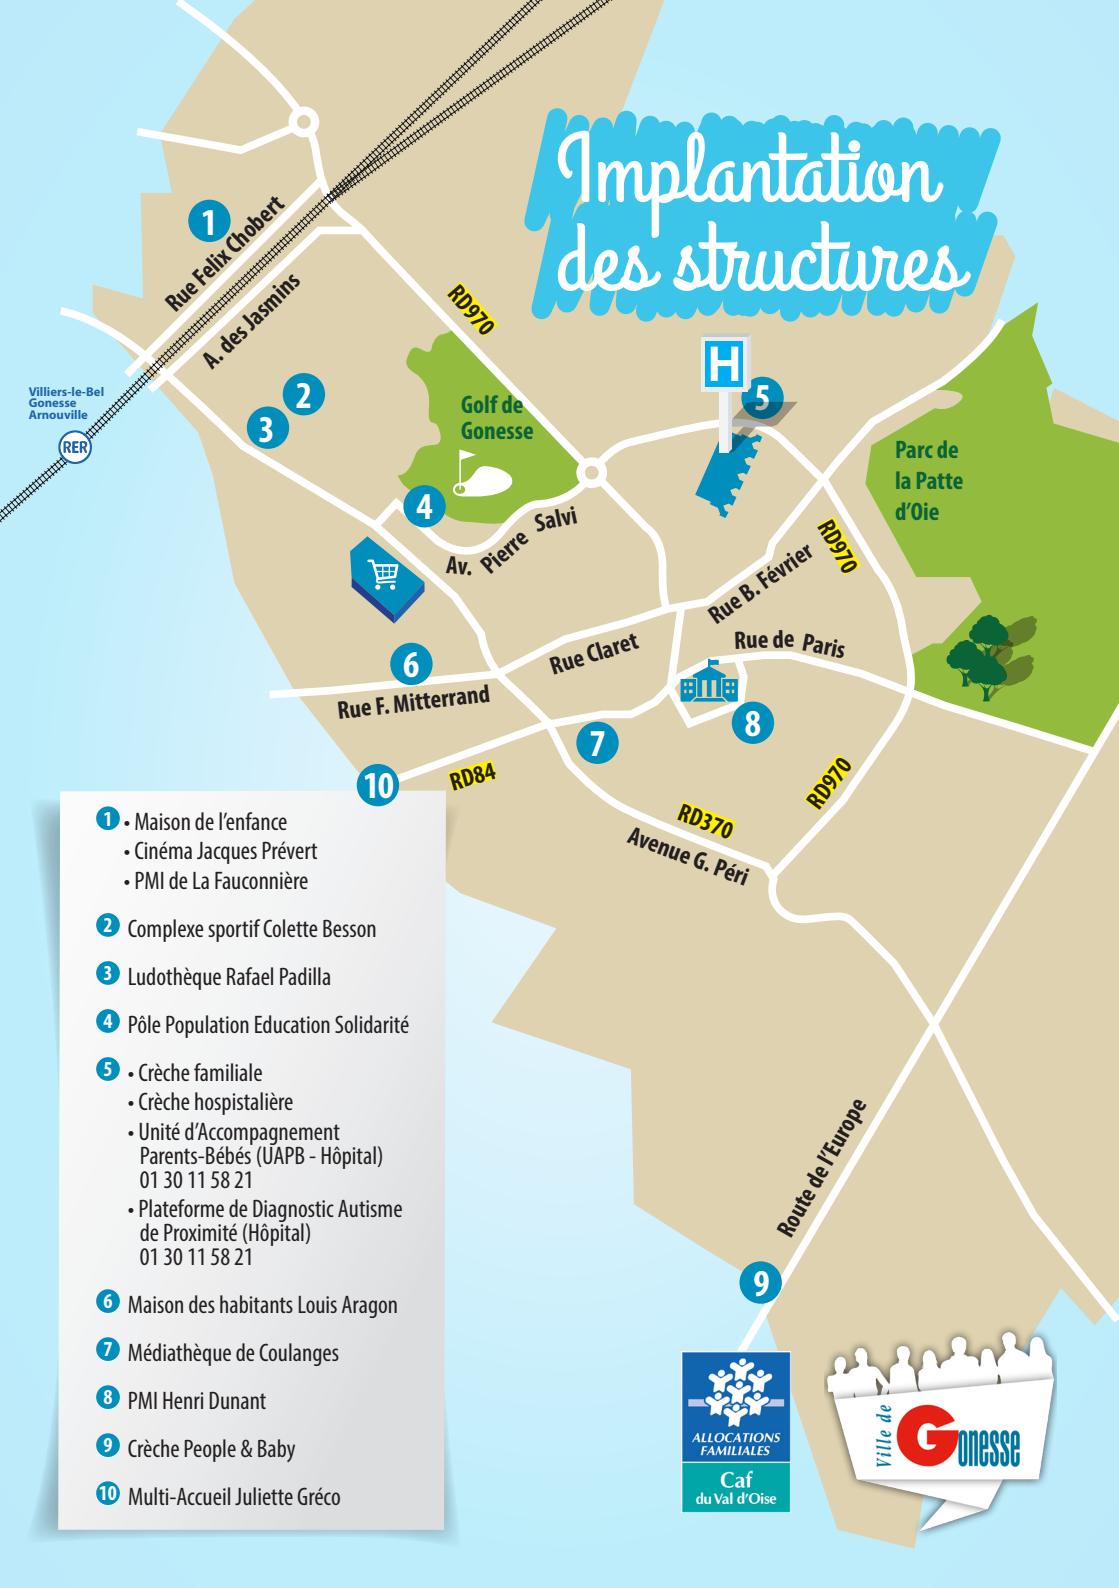 Implantation
des structures
1
Rue Felix Chobert
A. des Jasmins
RD970
Villiers-le-Bel
Gonesse
Arnouville
RER
2
3
Golf de
Gonesse
H
5
Parc de
la Patte
d'Oie
4
Av. Pierre Salvi
RD970
Rue B. Février
Rue Claret
Rue de Paris
6
Rue F. Mitterrand
7
8
10
RD84
RD970
RD370
Avenue G. Péri
Route de l'Europe
9
1 • Maison de l'enfance
• Cinéma Jacques Prévert
• PMI de La Fauconnière
2 Complexe sportif Colette Besson
3 Ludothèque Rafael Padilla
4 Pôle Population Education Solidarité
5 • Crèche familiale
• Crèche hospistalière
• Unité d'Accompagnement
Parents-Bébés (UAPB - Hôpital)
01 30 11 58 21
• Plateforme de Diagnostic Autisme
de Proximité (Hôpital)
01 30 11 58 21
6 Maison des habitants Louis Aragon
7 Médiathèque de Coulanges
8 PMI Henri Dunant
9 Crèche People & Baby
10 Multi-Accueil Juliette Gréco
ALLOCATIONS
FAMILIALES
Caf
du Val d'Oise
Ville de
Gonesse